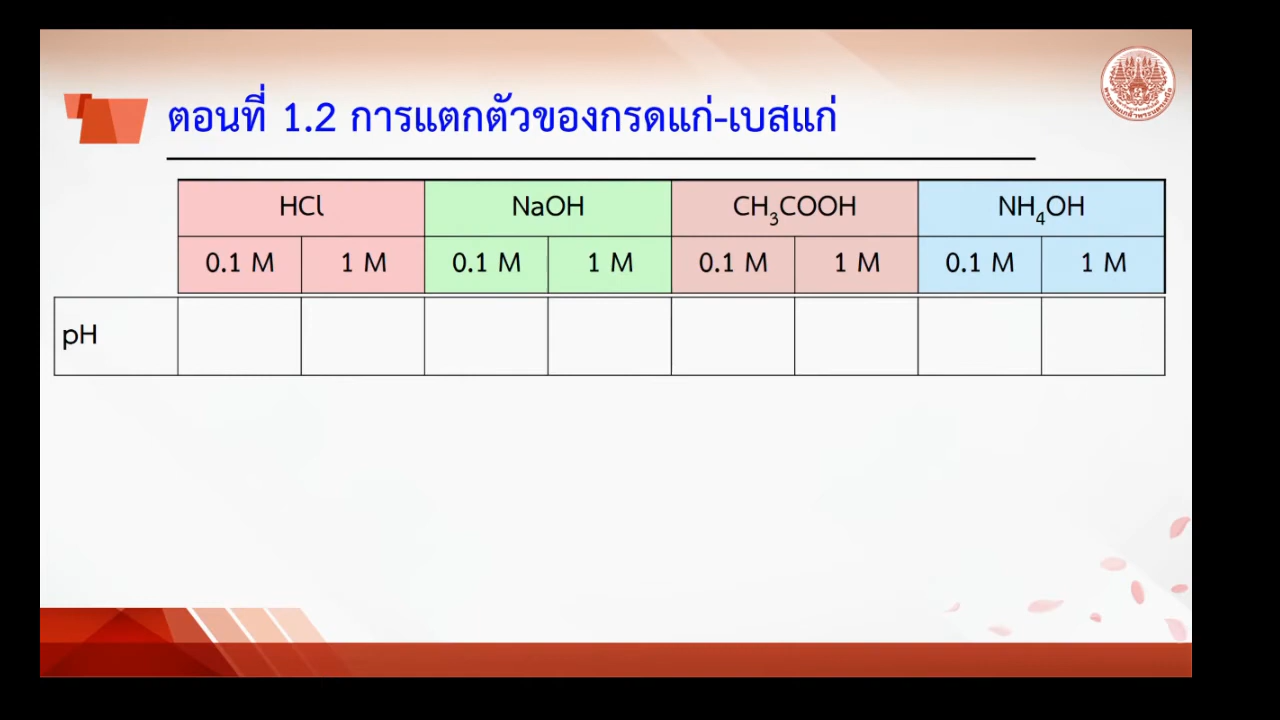 ตอนที่ 1.2 การแตกตัวของกรดแก่-เบสแก่
HCl NaOH CH₃COOH NH₄OH
0.1 M 1 M 0.1 M 1 M 0.1 M 1 M 0.1 M 1 M
pH